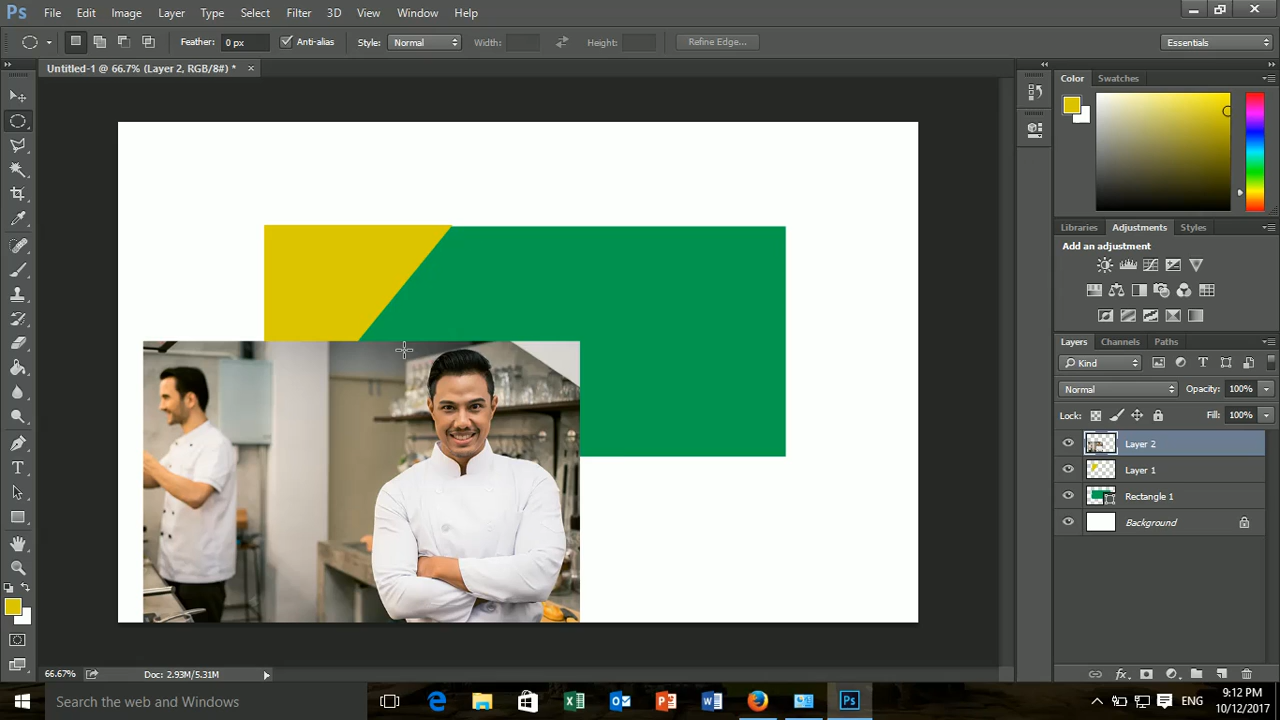 Ps File Edit Image Layer Type Select Filter 3D View Window Help
Feather: 0 px Anti-alias Style: Normal Width: Height: Refine Edge... Essentials
Untitled-1 @ 66.7% (Layer 2, RGB/8#) * ×
Color Swatches
Libraries Adjustments Styles
Add an adjustment
Layers Channels Paths
Kind
Normal Opacity: 100%
Lock: Fill: 100%
Layer 2
Layer 1
Rectangle 1
Background
66.67% Doc: 2.93M/5.31M
Search the web and Windows
ENG
9:12 PM
10/12/2017